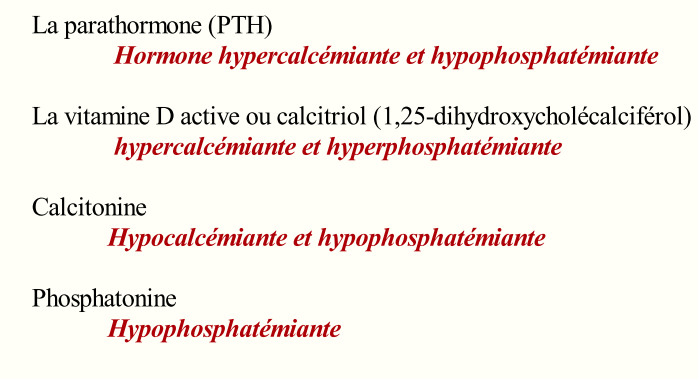 La parathormone (PTH)
Hormone hypercalcémiante et hypophosphatémiante
La vitamine D active ou calcitriol (1,25-dihydroxycholécalciférol)
hypercalcémiante et hyperphosphatémiante
Calcitonine
Hypocalcémiante et hypophosphatémiante
Phosphatonine
Hypophosphatémiante